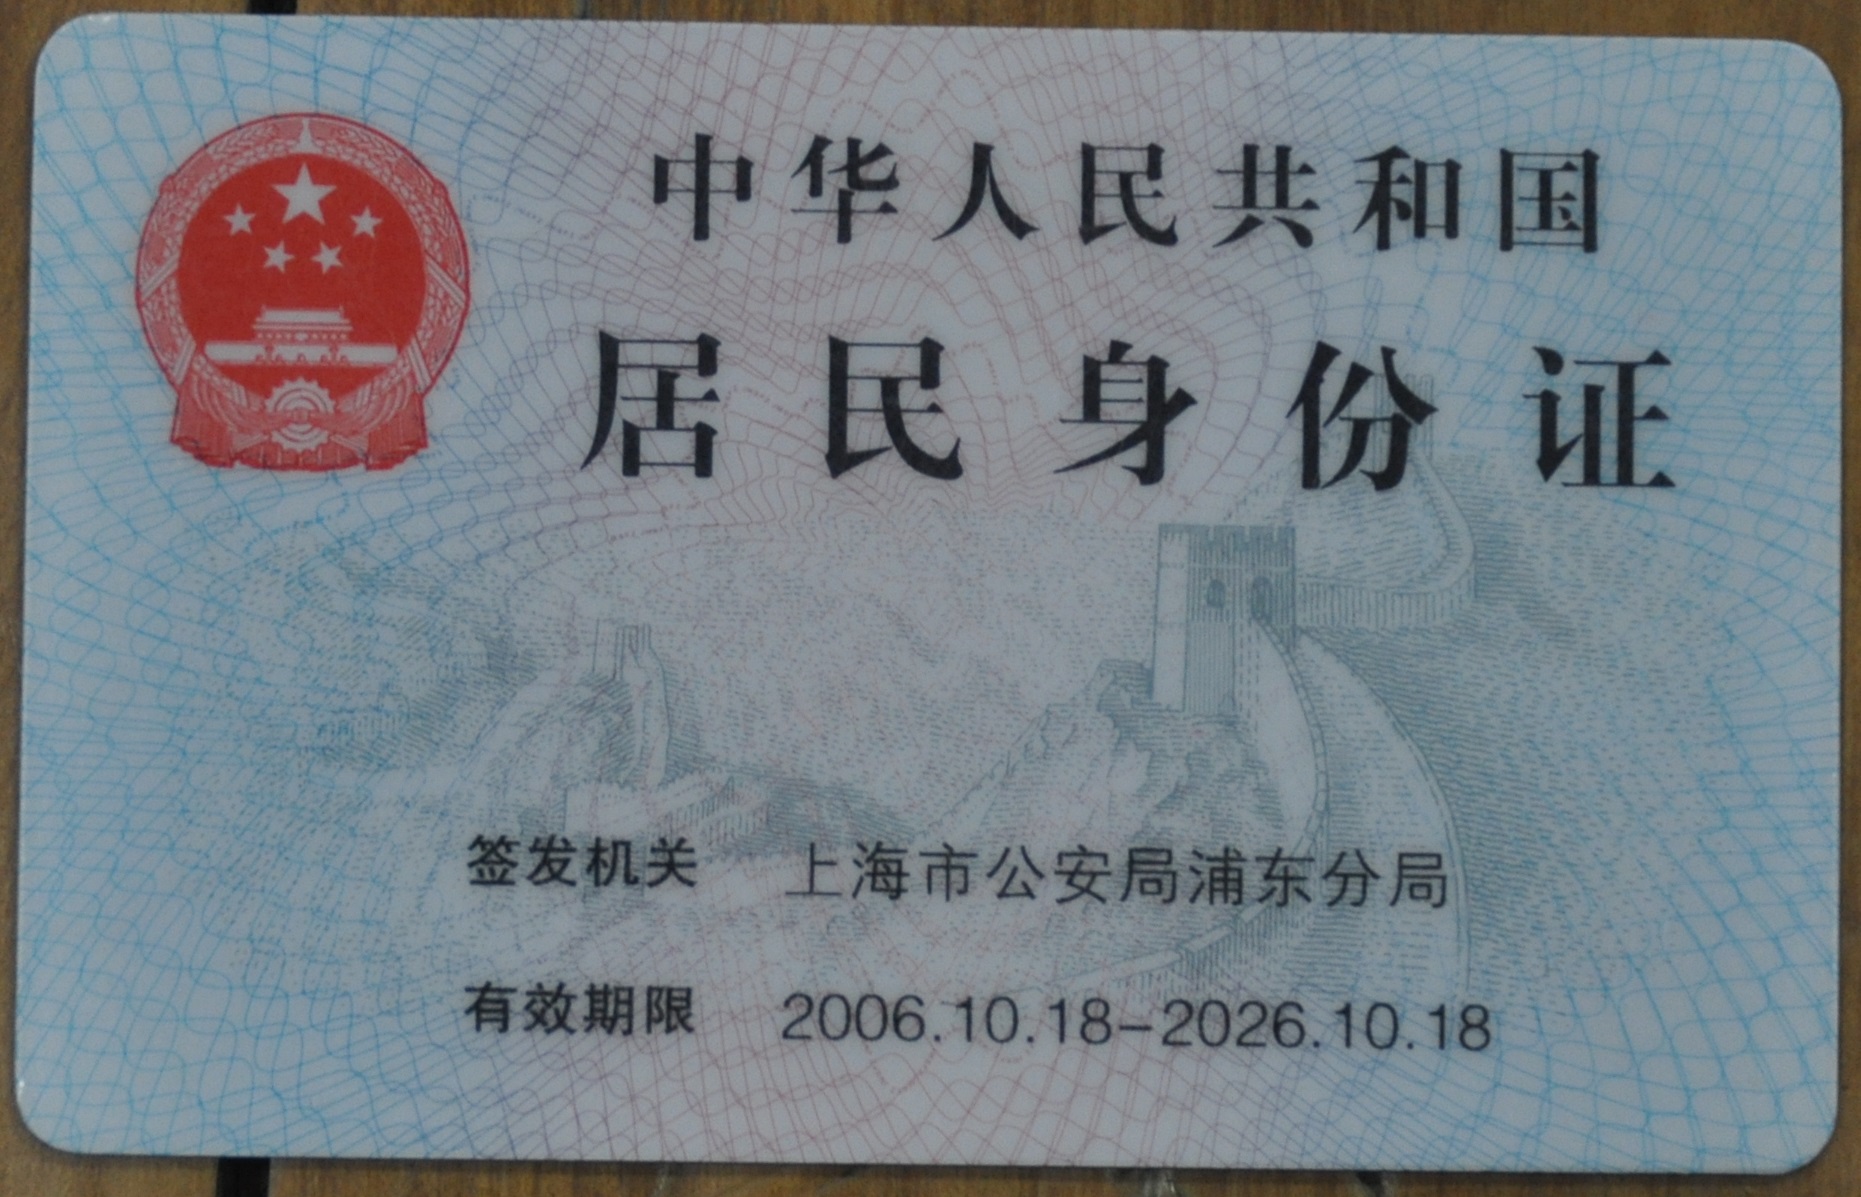 中华人民共和国
居民身份证
签发机关 上海市公安局浦东分局
有效期限 2006.10.18-2026.10.18